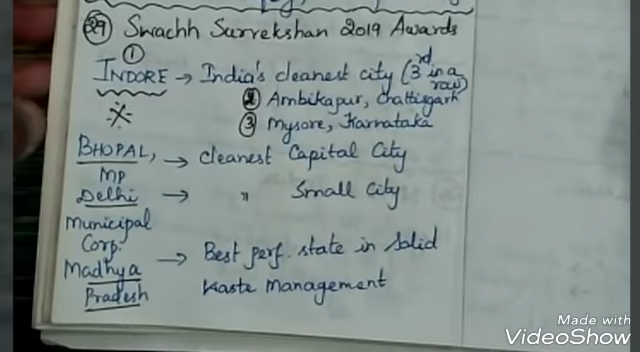 29 Swachh Survekshan 2019 Awards
① INDORE → India's cleanest city (3rd in a row)
② Ambikapur, Chattisgarh
③ Mysore, Karnataka
BHOPAL, MP → Cleanest Capital City
Delhi Municipal Corp. → " Small City
Madhya Pradesh → Best perf. state in Solid
Waste Management
Made with
VideoShow